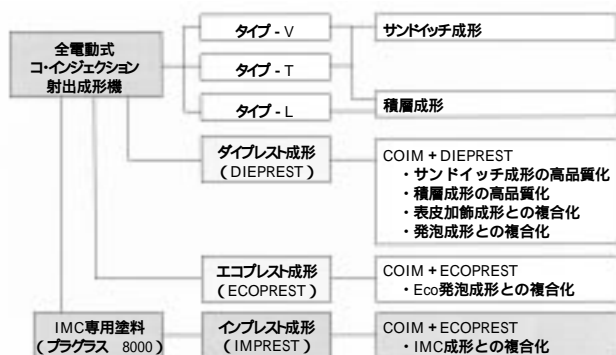 全電動式
コ・インジェクション
射出成形機
タイプ - V
タイプ - T
タイプ - L
サンドイッチ成形
積層成形
ダイプレスト成形
(DIEPREST)
COIM + DIEPREST
・サンドイッチ成形の高品質化
・積層成形の高品質化
・表皮加飾成形との複合化
・発泡成形との複合化
エコプレスト成形
(ECOPREST)
COIM + ECOPREST
・Eco発泡成形との複合化
IMC専用塗料
(プラグラス 8000)
インプレスト成形
(IMPREST)
COIM + ECOPREST
・IMC成形との複合化